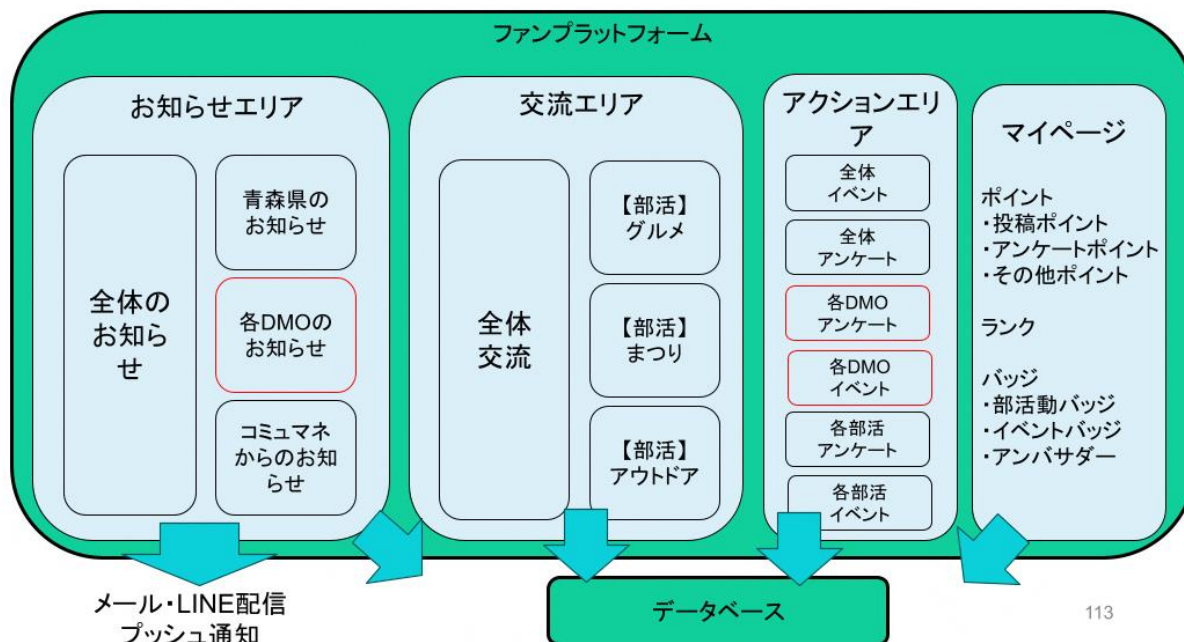 ファンプラットフォーム
お知らせエリア
全体の
お知ら
せ
青森県の
お知らせ
各DMOの
お知らせ
コミュマネ
からのお知
らせ
交流エリア
全体
交流
【部活】
グルメ
【部活】
まつり
【部活】
アウトドア
アクションエリ
ア
全体
イベント
全体
アンケート
各DMO
アンケート
各DMO
イベント
各部活
アンケート
各部活
イベント
マイページ
ポイント
・投稿ポイント
・アンケートポイント
・その他ポイント
ランク
バッジ
・部活動バッジ
・イベントバッジ
・アンバサダー
メール・LINE配信
プッシュ通知
データベース
113